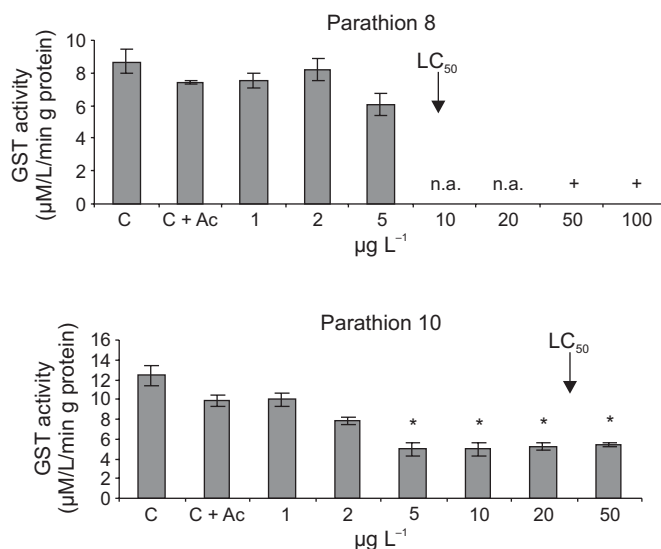 Parathion 8
GST activity
(µM/L/min g protein)
10
8
6
4
2
0
LC50
n.a. n.a. + +
C C + Ac 1 2 5 10 20 50 100
µg L⁻¹
Parathion 10
GST activity
(µM/L/min g protein)
16
14
12
10
8
6
4
2
0
LC50
* * * *
C C + Ac 1 2 5 10 20 50
µg L⁻¹